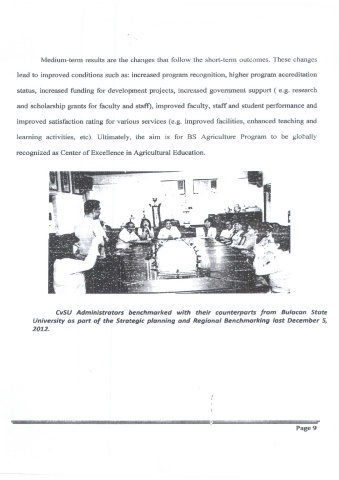 Medium-term results are the changes that follow the short-term outcomes. These changes
lead to improved conditions such as: increased program recognition, higher program accreditation
status, increased funding for development projects, increased government support ( e.g. research
and scholarship grants for faculty and staff), improved faculty, staff and student performance and
improved satisfaction rating for various services (e.g. improved facilities, enhanced teaching and
learning activities, etc). Ultimately, the aim is for BS Agriculture Program to be globally
recognized as Center of Excellence in Agricultural Education.
CvSU Administrators benchmarked with their counterparts from Bulacan State
University as part of the Strategic planning and Regional Benchmarking last December 5,
2012.
Page 9